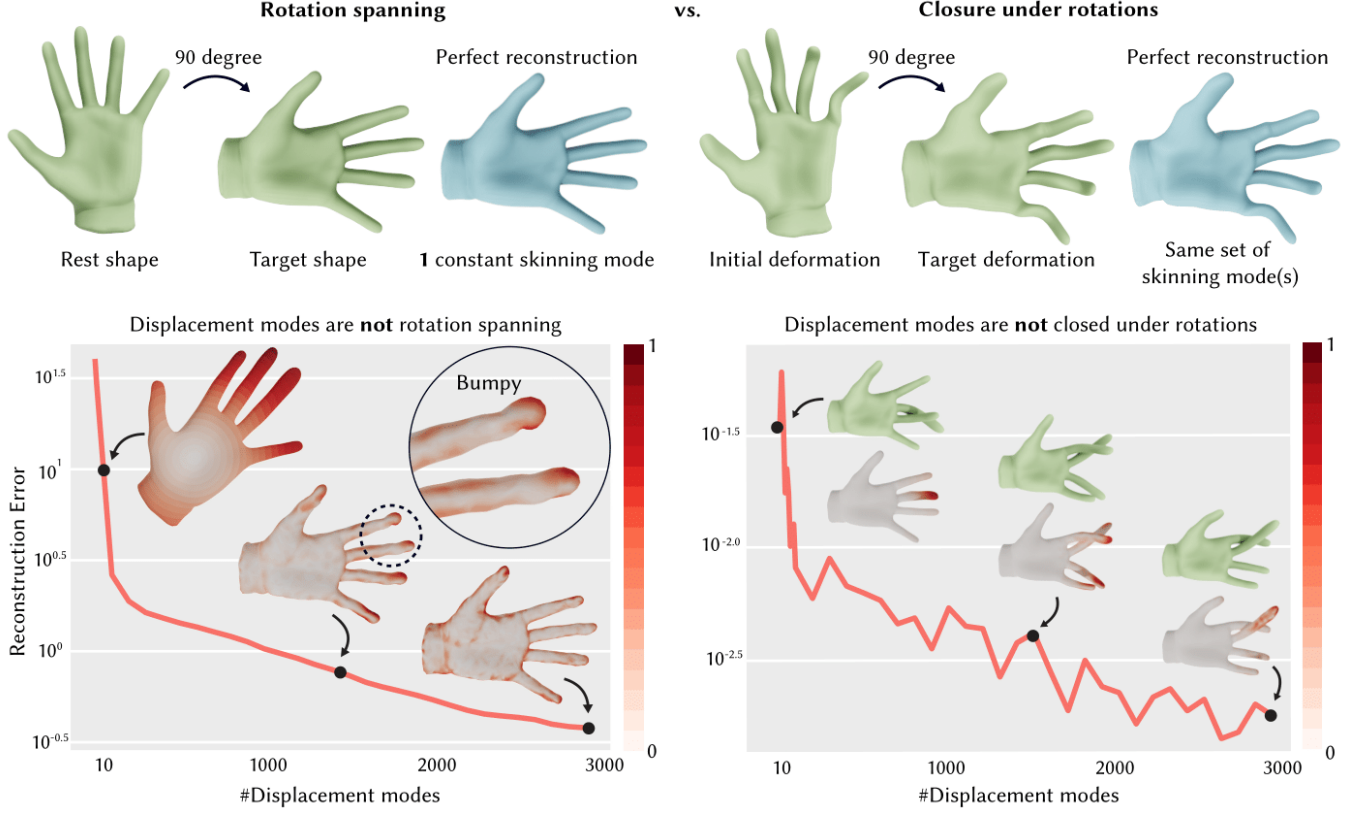 Rotation spanning
vs.
Closure under rotations
90 degree
Perfect reconstruction
90 degree
Perfect reconstruction
Rest shape
Target shape
1 constant skinning mode
Initial deformation
Target deformation
Same set of
skinning mode(s)
Displacement modes are not rotation spanning
Bumpy
Reconstruction Error
10^1.5
10^1
10^0.5
10^0
10^-0.5
10
1000
2000
3000
#Displacement modes
1
0
Displacement modes are not closed under rotations
10^-1.5
10^-2.0
10^-2.5
10
1000
2000
3000
#Displacement modes
1
0